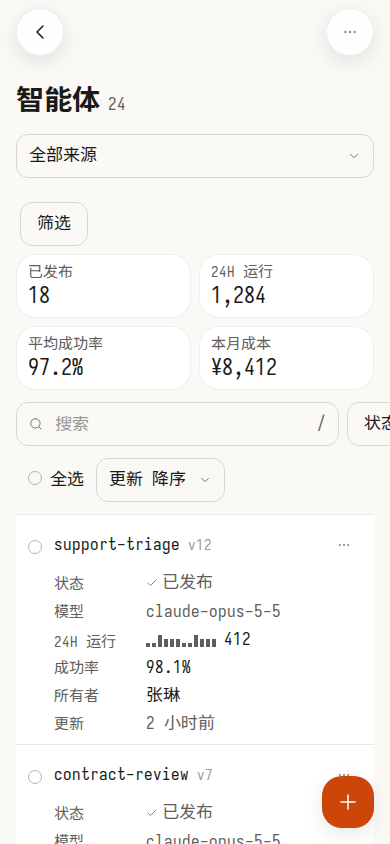 智能体 24
全部来源
筛选
已发布
18
24H 运行
1,284
平均成功率
97.2%
本月成本
¥8,412
搜索 /
状态
全选 更新 降序
support-triage v12
状态 已发布
模型 claude-opus-5-5
24H 运行 412
成功率 98.1%
所有者 张琳
更新 2 小时前
contract-review v7
状态 已发布
模型 claude-opus-5-5